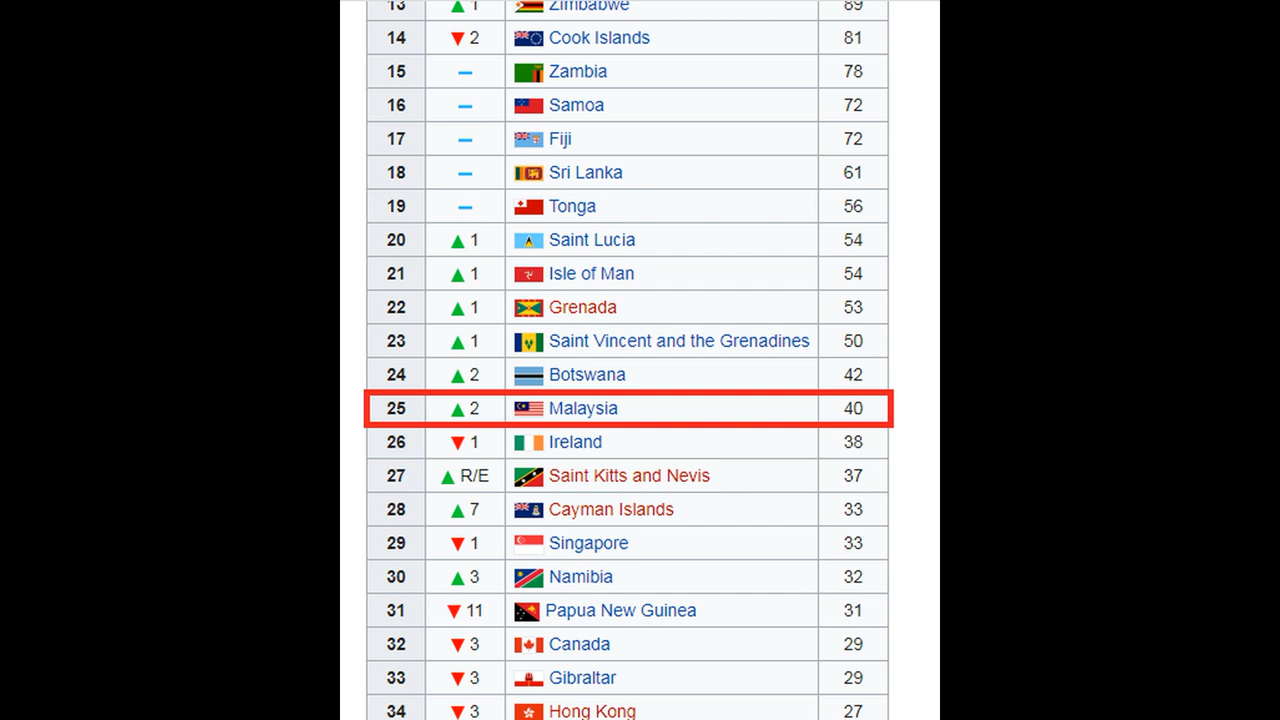 13 ▲ 1 Zimbabwe 89
14 ▼ 2 Cook Islands 81
15 – Zambia 78
16 – Samoa 72
17 – Fiji 72
18 – Sri Lanka 61
19 – Tonga 56
20 ▲ 1 Saint Lucia 54
21 ▲ 1 Isle of Man 54
22 ▲ 1 Grenada 53
23 ▲ 1 Saint Vincent and the Grenadines 50
24 ▲ 2 Botswana 42
25 ▲ 2 Malaysia 40
26 ▼ 1 Ireland 38
27 ▲ R/E Saint Kitts and Nevis 37
28 ▲ 7 Cayman Islands 33
29 ▼ 1 Singapore 33
30 ▲ 3 Namibia 32
31 ▼ 11 Papua New Guinea 31
32 ▼ 3 Canada 29
33 ▼ 3 Gibraltar 29
34 ▼ 3 Hong Kong 27